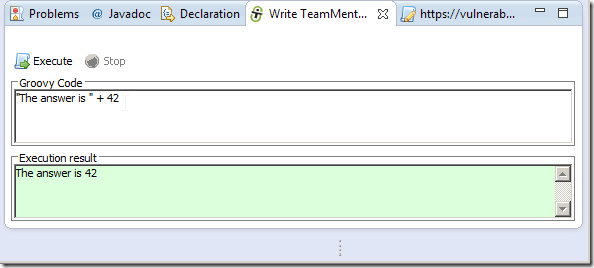 Problems @ Javadoc Declaration Write TeamMent... https://vulnerab...
Execute Stop
Groovy Code
"The answer is " + 42
Execution result
The answer is 42